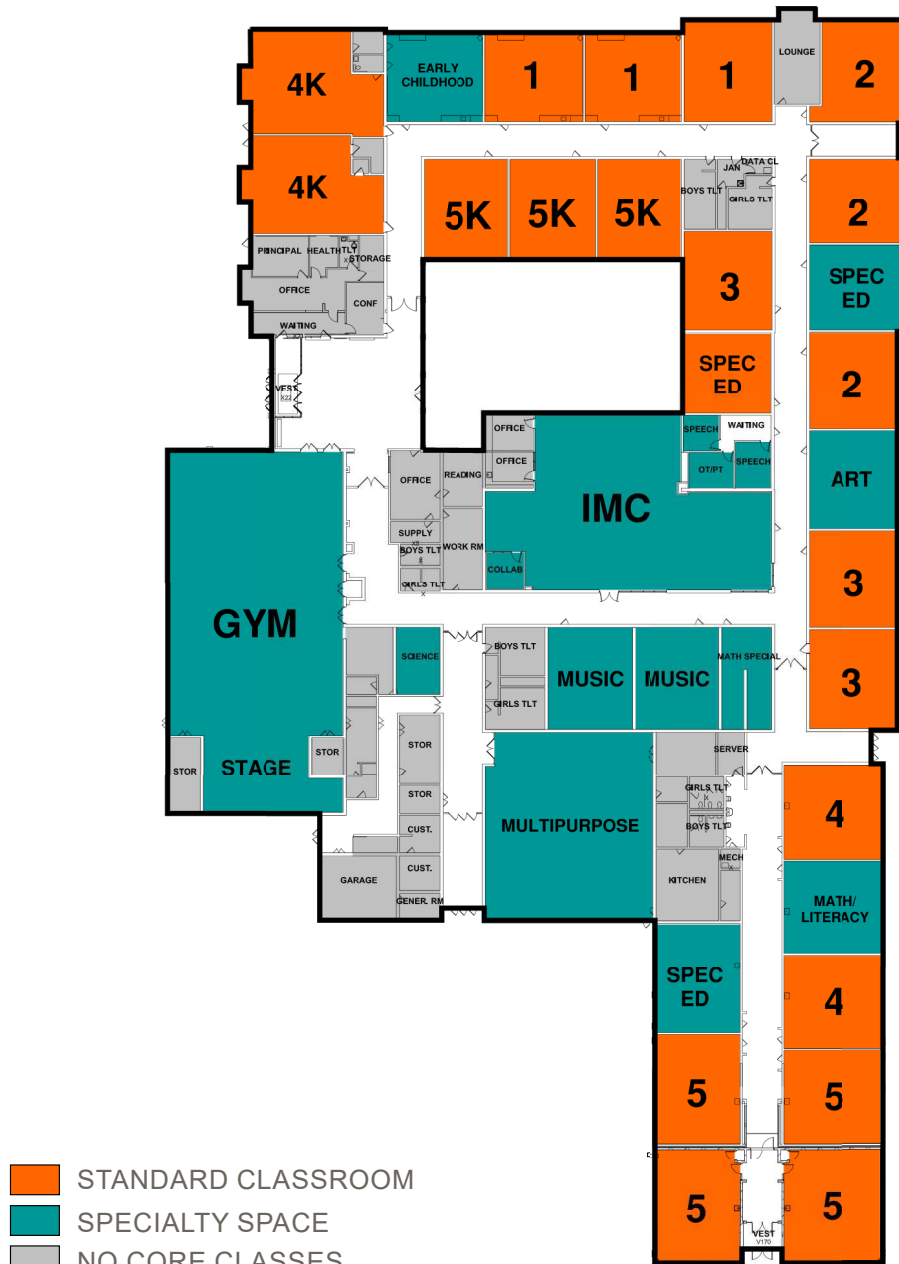 LOUNGE
4K
EARLY
CHILDHOOD
1
1
1
2
4K
5K
5K
5K
BOYS TLT
JAN
DATA CL
GIRLS TLT
2
PRINCIPAL
HEALTH
TLT
STORAGE
OFFICE
CONF
WAITING
3
SPEC
ED
SPEC
ED
2
VEST
X22
OFFICE
OFFICE
SPEECH
WAITING
OT/PT
SPEECH
OFFICE
READING
IMC
ART
SUPPLY
BOYS TLT
WORK RM
GIRLS TLT
COLLAB
3
GYM
SCIENCE
BOYS TLT
MUSIC
MUSIC
MATH SPECIAL
3
GIRLS TLT
STOR
STAGE
STOR
STOR
SERVER
STOR
MULTIPURPOSE
GIRLS TLT
BOYS TLT
4
CUST.
MECH
GARAGE
CUST.
KITCHEN
GENER. RM
MATH/
LITERACY
SPEC
ED
4
5
5
5
VEST
V170
5
STANDARD CLASSROOM
SPECIALTY SPACE
NO CORE CLASSES